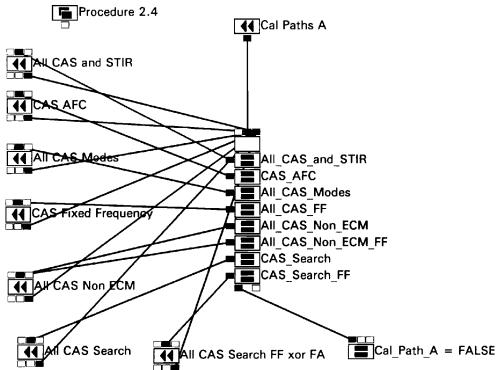 Procedure 2.4
Cal Paths A
All CAS and STIR
CAS AFC
All CAS Modes
CAS Fixed Frequency
All CAS Non ECM
All CAS Search
All CAS Search FF xor FA
All_CAS_and_STIR
CAS_AFC
All_CAS_Modes
All_CAS_FF
All_CAS_Non_ECM
All_CAS_Non_ECM_FF
CAS_Search
CAS_Search_FF
Cal_Path_A = FALSE